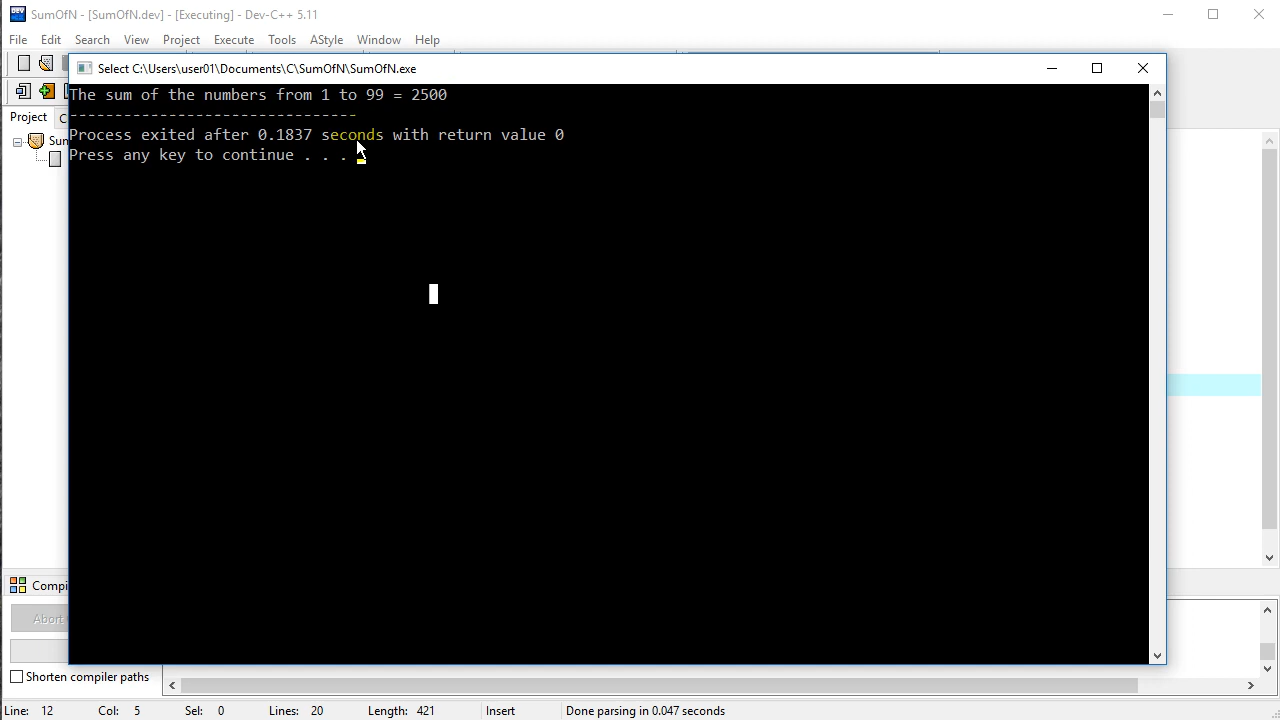 SumOfN - [SumOfN.dev] - [Executing] - Dev-C++ 5.11
File Edit Search View Project Execute Tools AStyle Window Help
Select C:\Users\user01\Documents\C\SumOfN\SumOfN.exe
The sum of the numbers from 1 to 99 = 2500
--------------------------------
Process exited after 0.1837 seconds with return value 0
Press any key to continue . . .
Project C
Sum
Compi
Abort
Shorten compiler paths
Line: 12 Col: 5 Sel: 0 Lines: 20 Length: 421 Insert Done parsing in 0.047 seconds